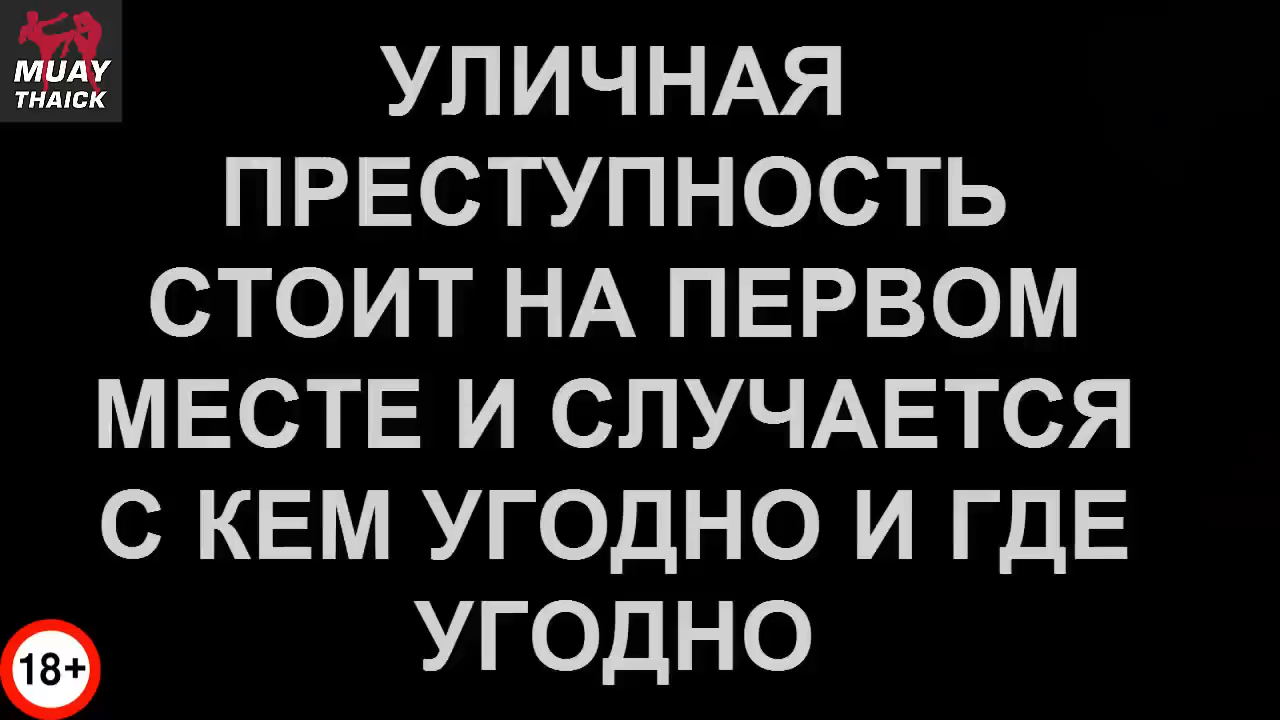 MUAY
THAICK
УЛИЧНАЯ
ПРЕСТУПНОСТЬ
СТОИТ НА ПЕРВОМ
МЕСТЕ И СЛУЧАЕТСЯ
С КЕМ УГОДНО И ГДЕ
УГОДНО
18+